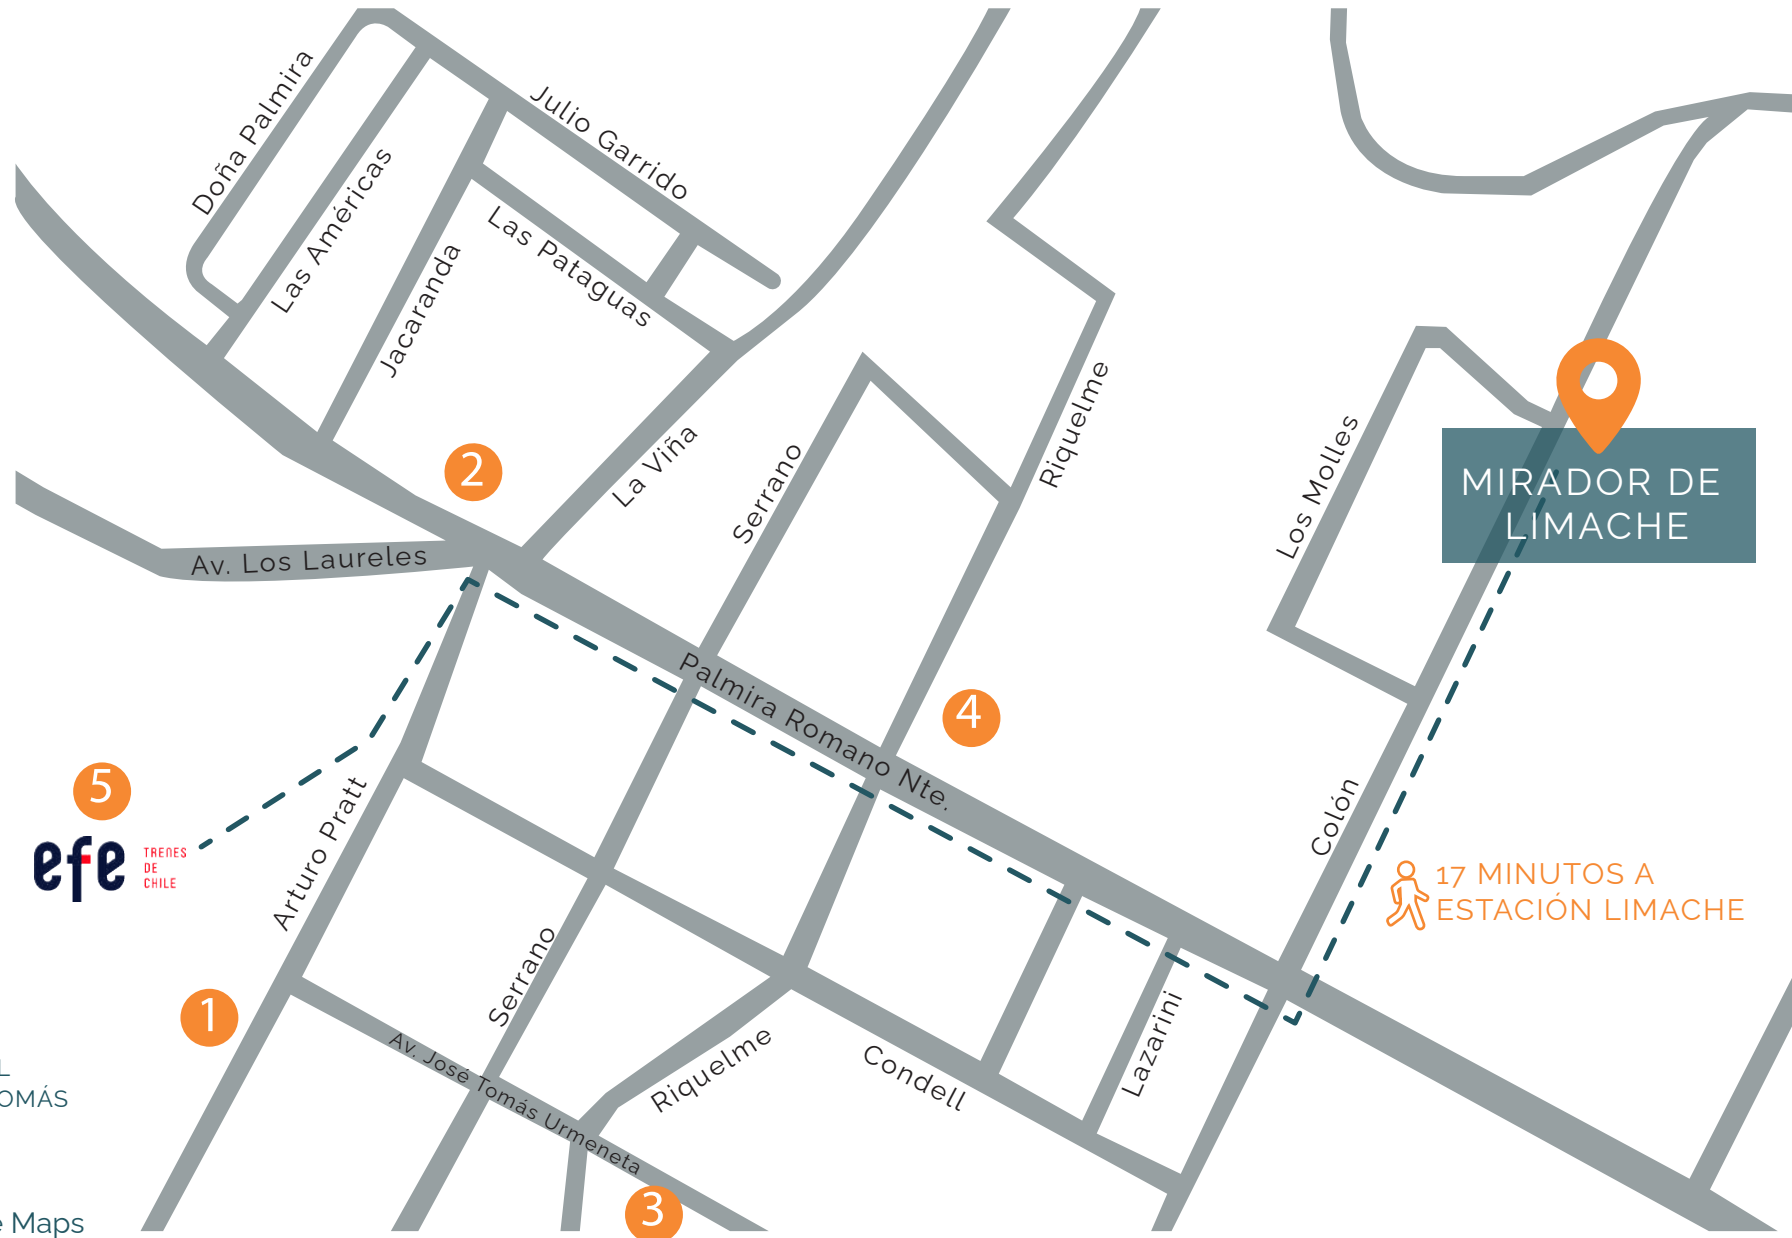 Doña Palmira
Las Américas
Jacaranda
Julio Garrido
Las Pataguas
La Viña
Serrano
Riquelme
Los Molles
MIRADOR DE
LIMACHE
2
Av. Los Laureles
Palmira Romano Nte.
4
Colón
5
efe
TRENES
DE
CHILE
17 MINUTOS A
ESTACIÓN LIMACHE
Arturo Pratt
Serrano
1
Av. José Tomás Urmeneta
Riquelme
Condell
Lazarini
3
L
OMÁS
e Maps